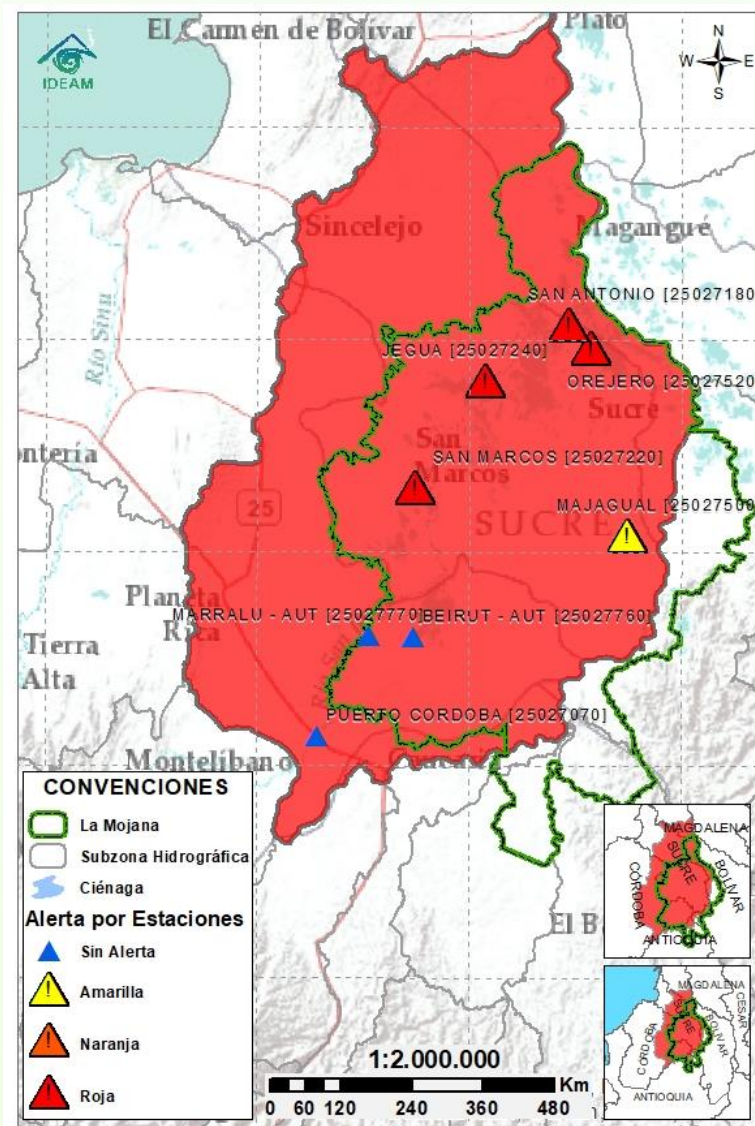 El Carmen de Bolívar
Plato
N
W E
S
IDEAM
Sincelejo
Magangué
SAN ANTONIO [25027180]
Río Sinú
JEGUA [25027240]
OREJERO [25027520
Sucre
San
Marcos
SAN MARCOS [25027220]
ontería
25
MAJAGUAL [25027500]
SUCRE
Planeta
Rica
MARRALU - AUT [25027770]
BEIRUT - AUT [25027760]
Tierra
Alta
PUERTO CORDOBA [25027070]
Montelíbano
CONVENCIONES
La Mojana
Subzona Hidrográfica
Ciénaga
Alerta por Estaciones
Sin Alerta
Amarilla
Naranja
Roja
El B
1:2.000.000
Km
0 60 120 240 360 480
MAGDALENA
SUCRE
CORDOBA
BOLIVAR
ANTIOQUIA
MAGDALENA
CESAR
SUCRE
BOLIVAR
CORDOBA
ANTIOQUIA